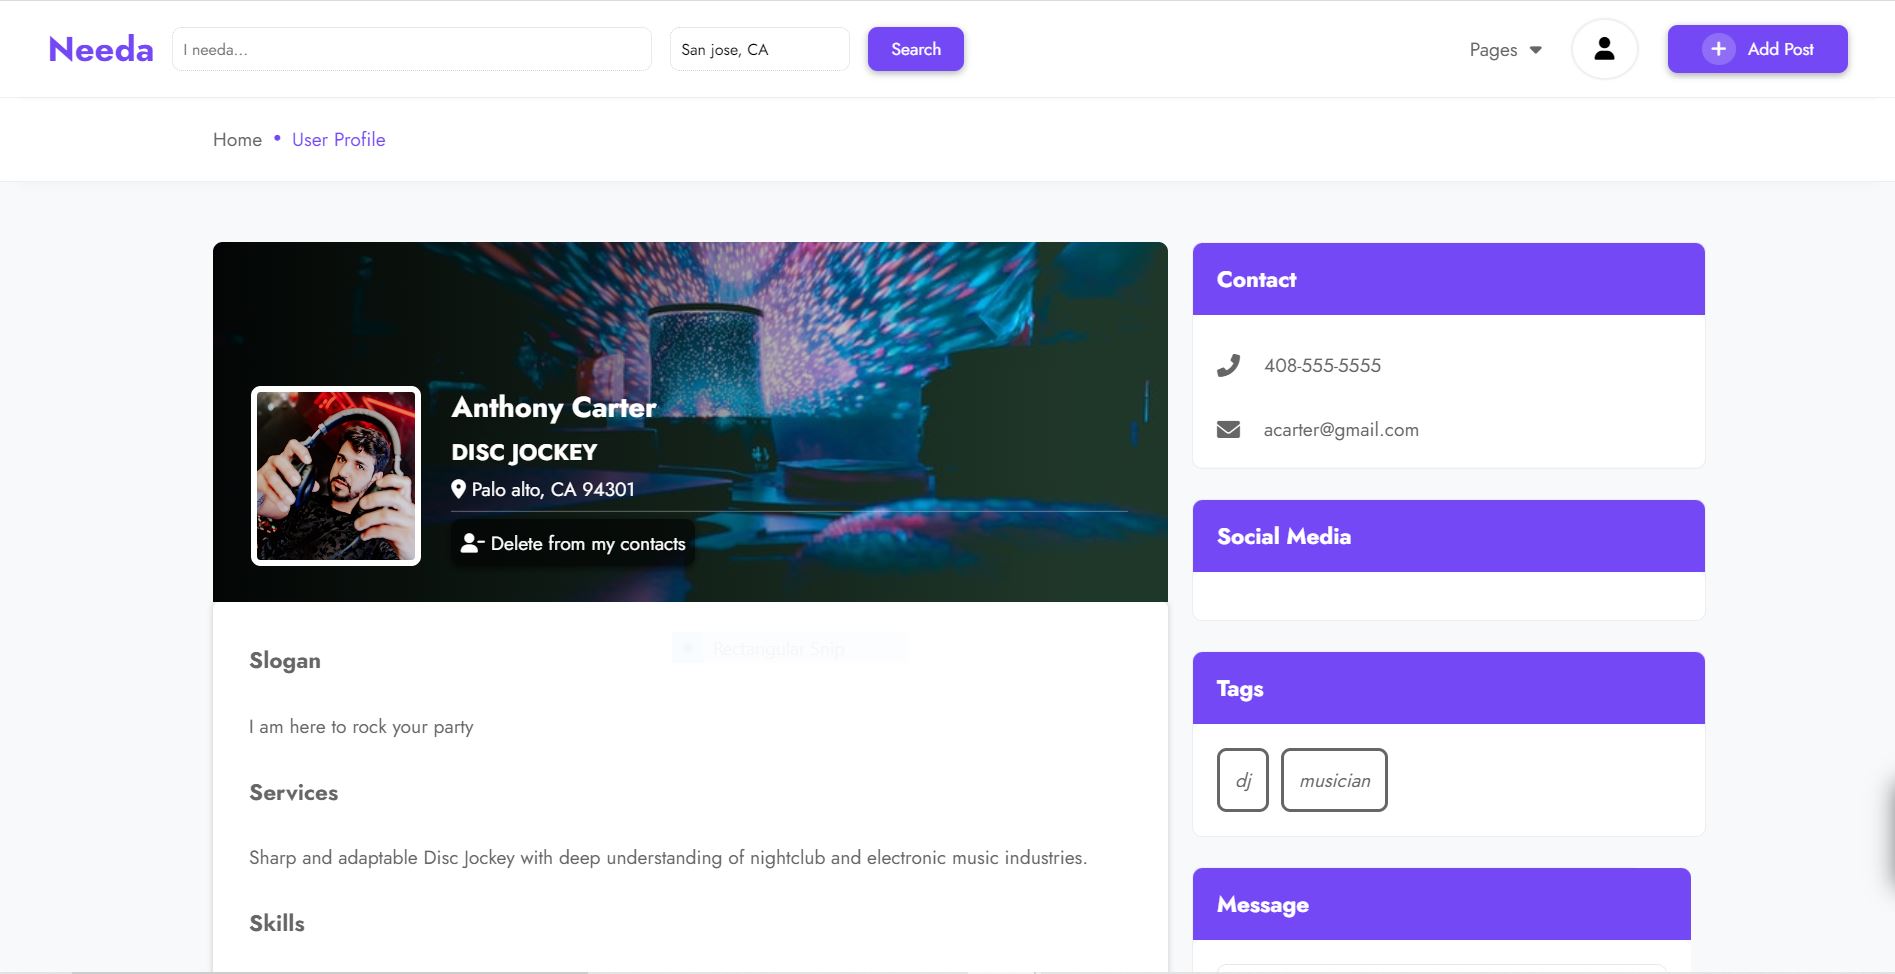 Needa
I needa...
San jose, CA
Search
Pages
Add Post
Home • User Profile
Anthony Carter
DISC JOCKEY
Palo alto, CA 94301
Delete from my contacts
Slogan
Rectangular Snip
I am here to rock your party
Services
Sharp and adaptable Disc Jockey with deep understanding of nightclub and electronic music industries.
Skills
Contact
408-555-5555
acarter@gmail.com
Social Media
Tags
dj
musician
Message